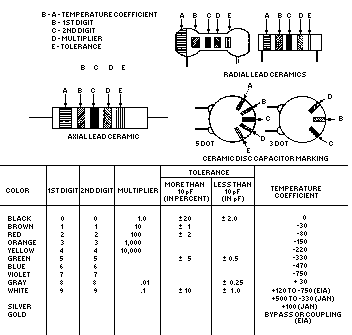 B - A - TEMPERATURE COEFFICIENT
B - 1ST DIGIT
C - 2ND DIGIT
D - MULTIPLIER
E - TOLERANCE
A B C D E
A B C D E
RADIAL LEAD CERAMICS
B C D E
A
AXIAL LEAD CERAMIC
A
B
C
D
E
5 DOT
D
B
C
3 DOT
CERAMIC DISC CAPACITOR MARKING
COLOR 1ST DIGIT 2ND DIGIT MULTIPLIER TOLERANCE TEMPERATURE COEFFICIENT
MORE THAN 10 pF (IN PERCENT) LESS THAN 10 pF (IN pF)
BLACK 0 0 1.0 ± 20 ± 2.0 0
BROWN 1 1 10 ± 1 -30
RED 2 2 100 ± 2 -80
ORANGE 3 3 1,000 -150
YELLOW 4 4 10,000 -220
GREEN 5 5 ± 5 ± 0.5 -330
BLUE 6 6 -470
VIOLET 7 7 -750
GRAY 8 8 .01 ± 0.25 + 30
WHITE 9 9 .1 ± 10 ± 1.0 +120 TO -750 (EIA)
+500 TO -330 (JAN)
SILVER +100 (JAN)
GOLD BYPASS OR COUPLING (EIA)